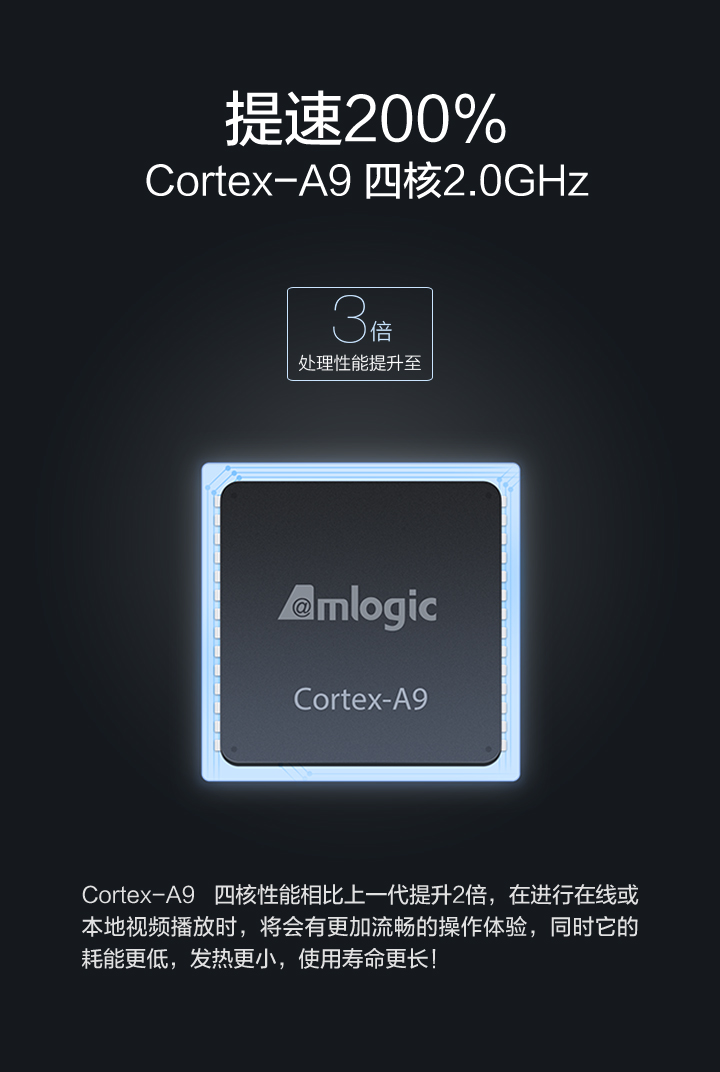 提速200%
Cortex-A9 四核2.0GHz
3倍
处理性能提升至
@mlogic
Cortex-A9
Cortex-A9 四核性能相比上一代提升2倍，在进行在线或
本地视频播放时，将会有更加流畅的操作体验，同时它的
耗能更低，发热更小，使用寿命更长！